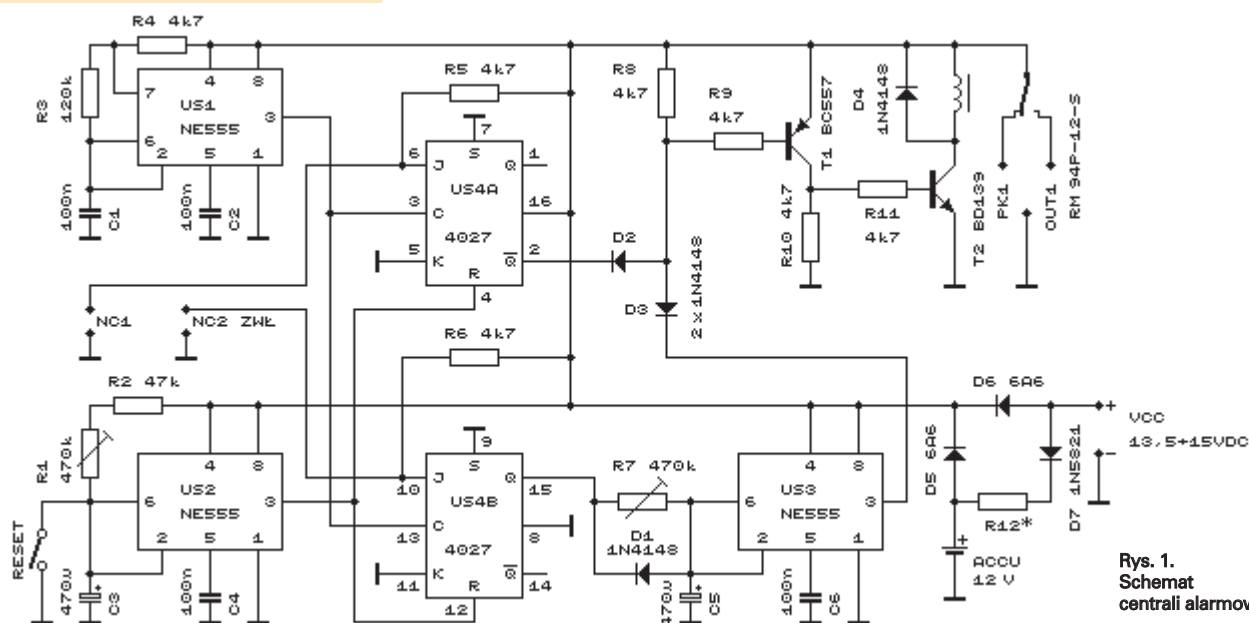 R4 4k7
R3 120k
7
4
8
US1
NE555
3
6
2
5
1
100n
C1
100n
C2
R5 4k7
7
6
J
S
Q
1
US4A
3
C
16
4027
5
K
Q
2
R
4
R8
4k7
R9
4k7
T1 BC557
D4
1N4148
R10 4k7
R11
4k7
T2 BD139
PK1
OUT1
RM 94P-12-S
D2
D3
2x1N4148
NC1
NC2 ZWŁ
R6 4k7
R2 47k
R1
470k
4
8
6
US2
NE555
3
2
5
1
RESET
470u
C3
100n
C4
9
10
J
S
Q
15
US4B
13
C
8
4027
11
K
Q
14
R
12
R7 470k
D1
1N4148
470u
C5
4
8
6
US3
NE555
3
2
5
1
100n
C6
D6 6A6
D5 6A6
R12*
D7 1N5821
+
-
VCC
13,5÷15VDC
+
ACCU
12 V
Rys. 1.
Schemat
centrali alarmow